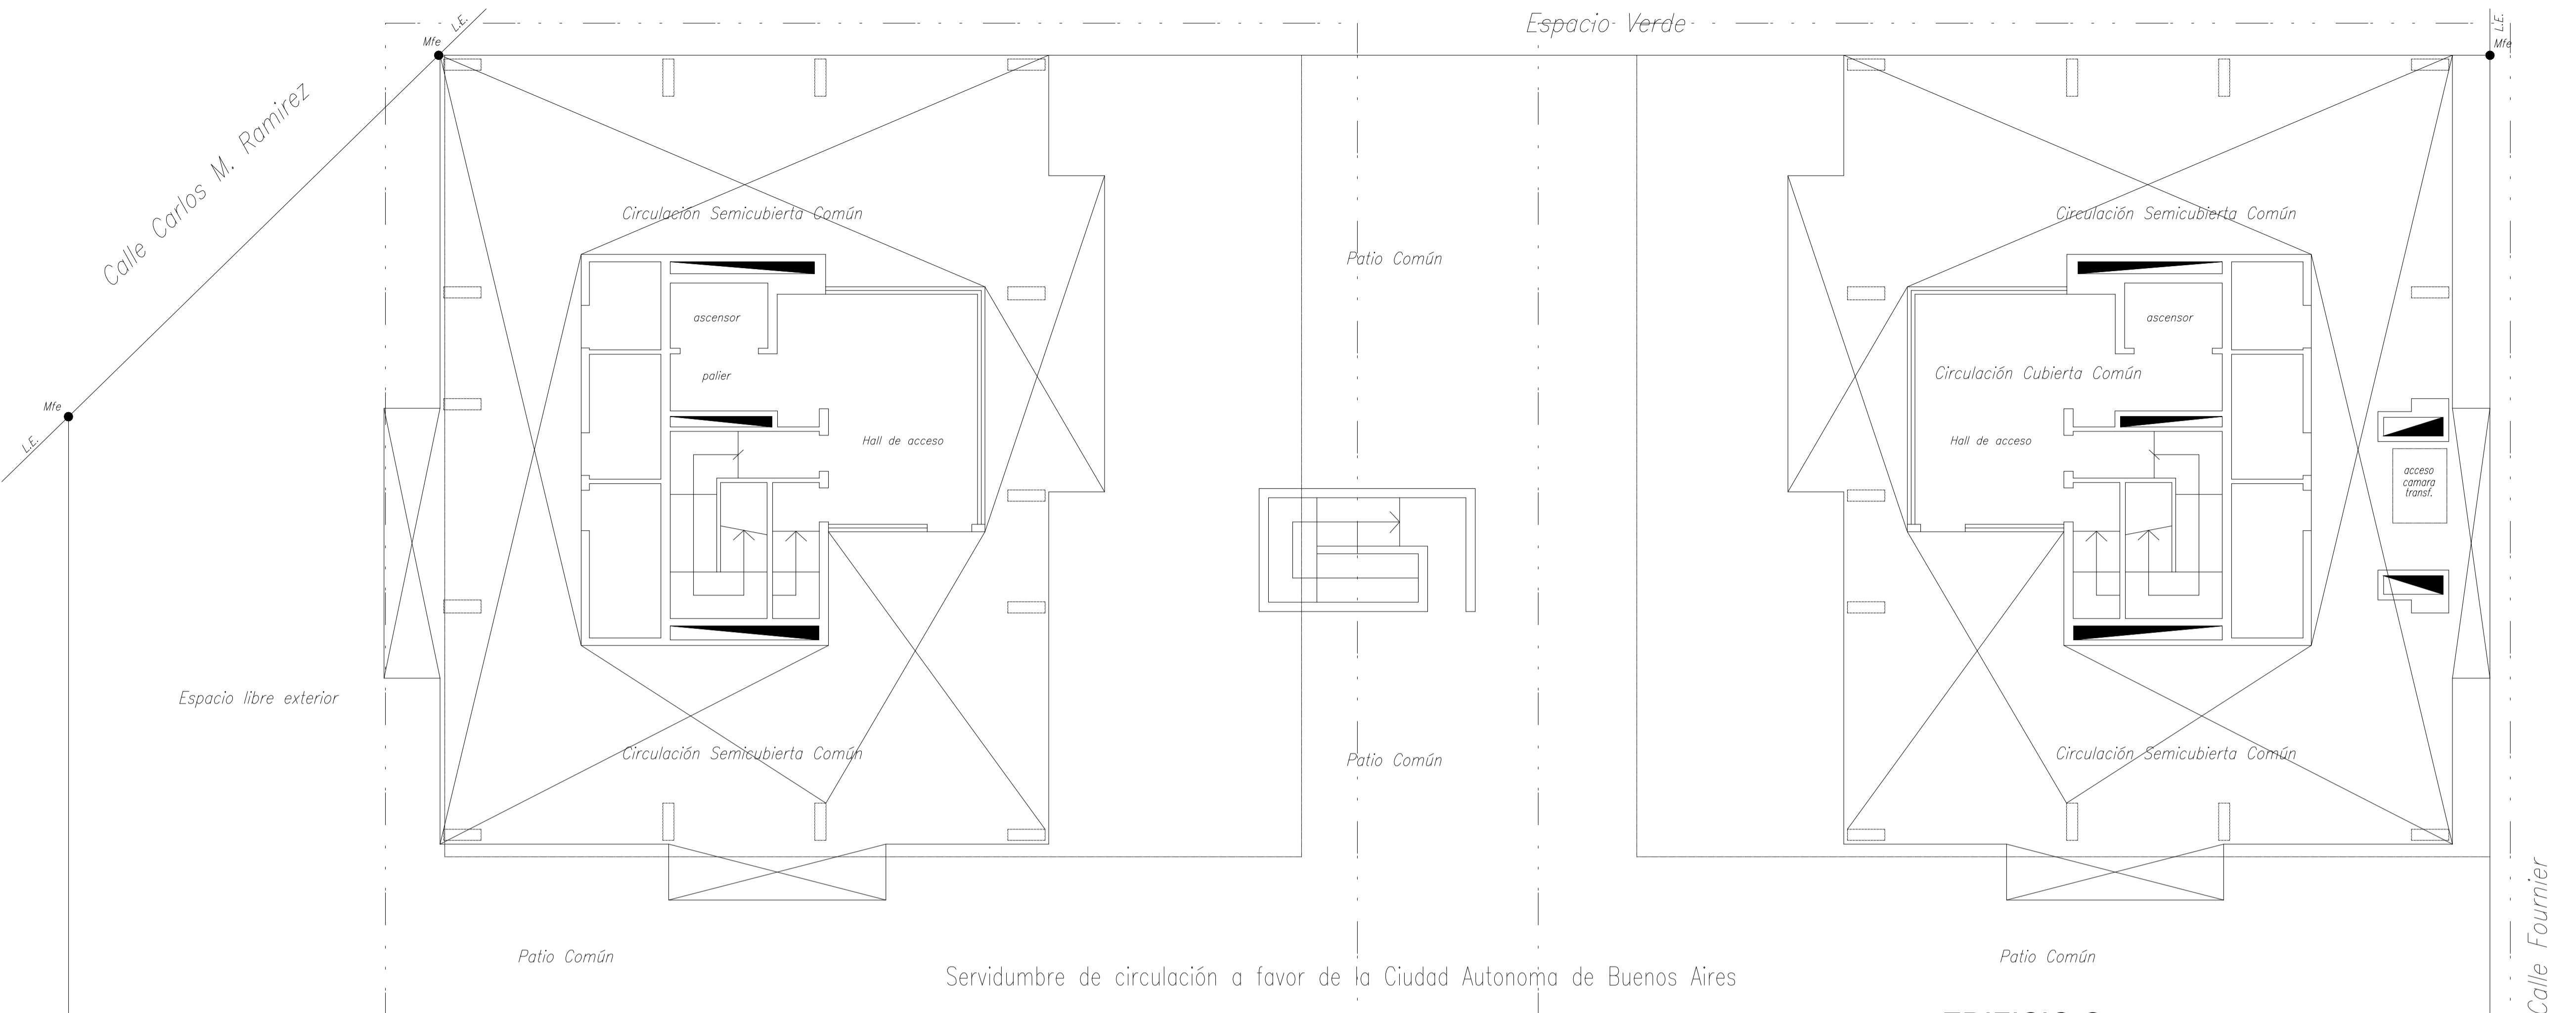 Espacio Verde
L.E.
L.E.
Mfe
Mfe
Calle Carlos M. Ramirez
Circulación Semicubierta Común
Circulación Semicubierta Común
Patio Común
ascensor
ascensor
palier
Circulación Cubierta Común
Mfe
L.E.
Hall de acceso
Hall de acceso
acceso
camara
transf.
Espacio libre exterior
Circulación Semicubierta Común
Patio Común
Circulación Semicubierta Común
Patio Común
Patio Común
Servidumbre de circulación a favor de la Ciudad Autonoma de Buenos Aires
Calle Fournier